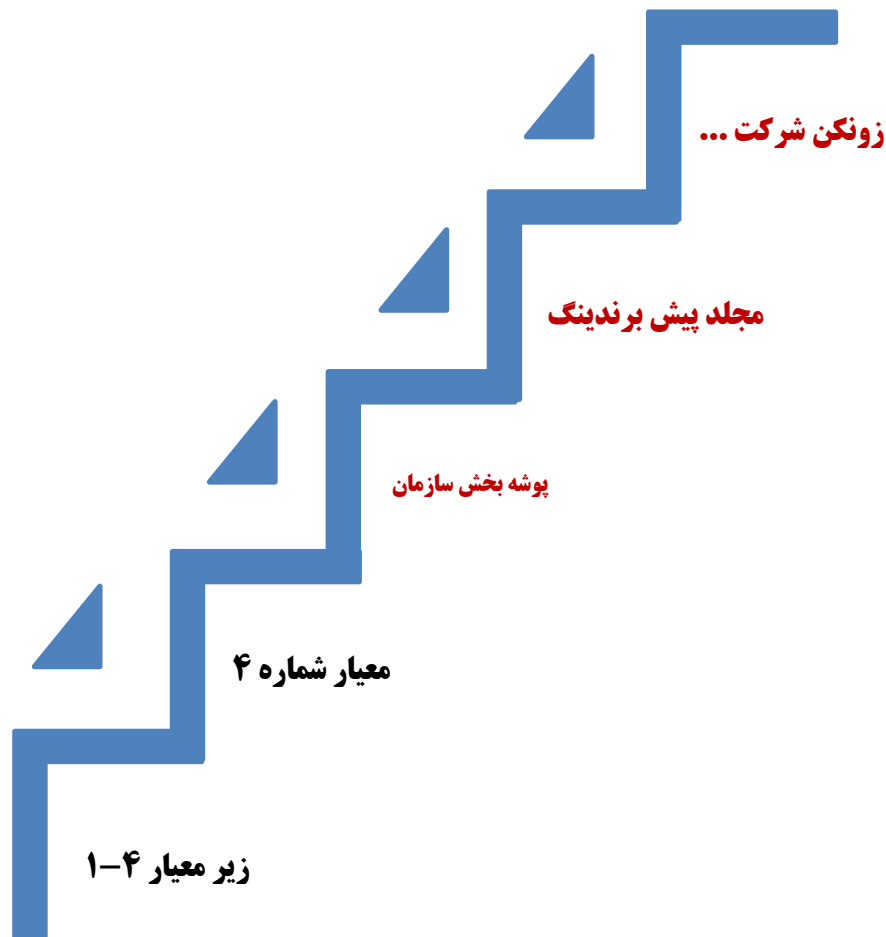 زونکن شرکت ...
مجلد پیش برندینگ
پوشه بخش سازمان
معیار شماره ۴
زیر معیار ۴-۱